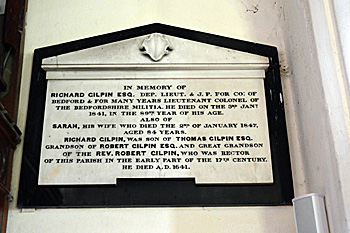 IN MEMORY OF
RICHARD GILPIN ESQ. DEP. LIEUT. & J. P. FOR CO: OF
BEDFORD & FOR MANY YEARS LIEUTENANT COLONEL OF
THE BEDFORDSHIRE MILITIA. HE DIED ON THE 3RD JANY
1841, IN THE YEAR OF HIS AGE.
ALSO OF
SARAH, HIS WIFE WHO DIED THE 2ND OF JANUARY 1847,
AGED 84 YEARS.
RICHARD GILPIN, WAS SON OF THOMAS GILPIN ESQ.
GRANDSON OF ROBERT GILPIN ESQ. AND GREAT GRANDSON
OF THE REV. ROBERT GILPIN, WHO WAS RECTOR
OF THIS PARISH IN THE EARLY PART OF THE 17TH CENTURY.
HE DIED A.D. 1641.